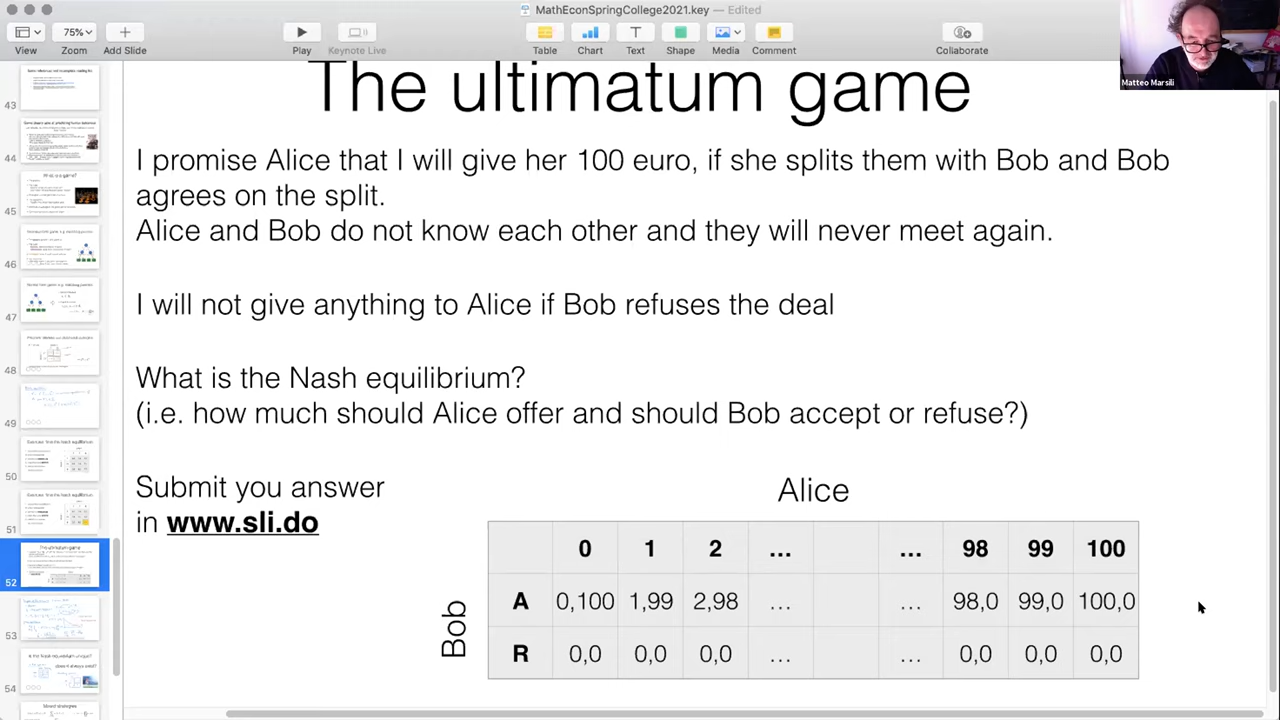 MathEconSpringCollege2021.key — Edited
75%
View
Zoom
Add Slide
Play
Keynote Live
Table
Chart
Text
Shape
Media
Comment
Collaborate
Matteo Marsili
43
44
45
46
47
48
49
50
51
52
53
54
The ultimatum game
promise Alice that I will give her 100 euro, if she splits them with Bob and Bob
agrees on the split.
Alice and Bob do not know each other and they will never meet again.
I will not give anything to Alice if Bob refuses the deal
What is the Nash equilibrium?
(i.e. how much should Alice offer and should Bob accept or refuse?)
Submit you answer
in www.sli.do
Alice
Bob
0 1 2 … 98 99 100
A 0,100 1,99 2,98 … … 98,0 99,0 100,0
R 0,0 0,0 0,0 … … 0,0 0,0 0,0